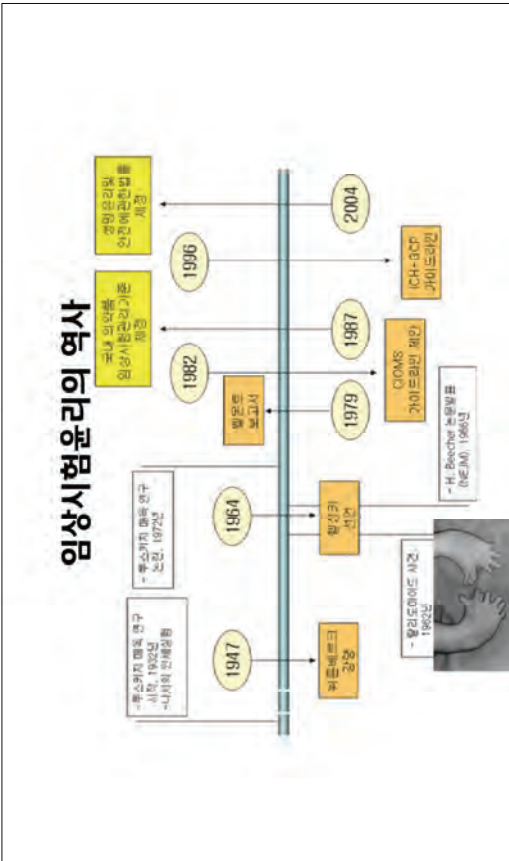 임상시험윤리의 역사
-투스키지 매독 연구
시작, 1932년
-나치의 인체실험
-투스키지 매독 연구
논란, 1972년
국내 의약품
임상시험관리기준
제정
생명윤리및
안전에관한법률
제정
벨몬트
보고서
1947
1964
1979
1982
1987
1996
2004
뉘른베르크
강령
헬싱키
선언
CIOMS
가이드라인 제안
ICH-GCP
가이드라인
- 탈리도마이드 사건,
1962년
- H. Beecher 논문발표
(NEJM), 1966년